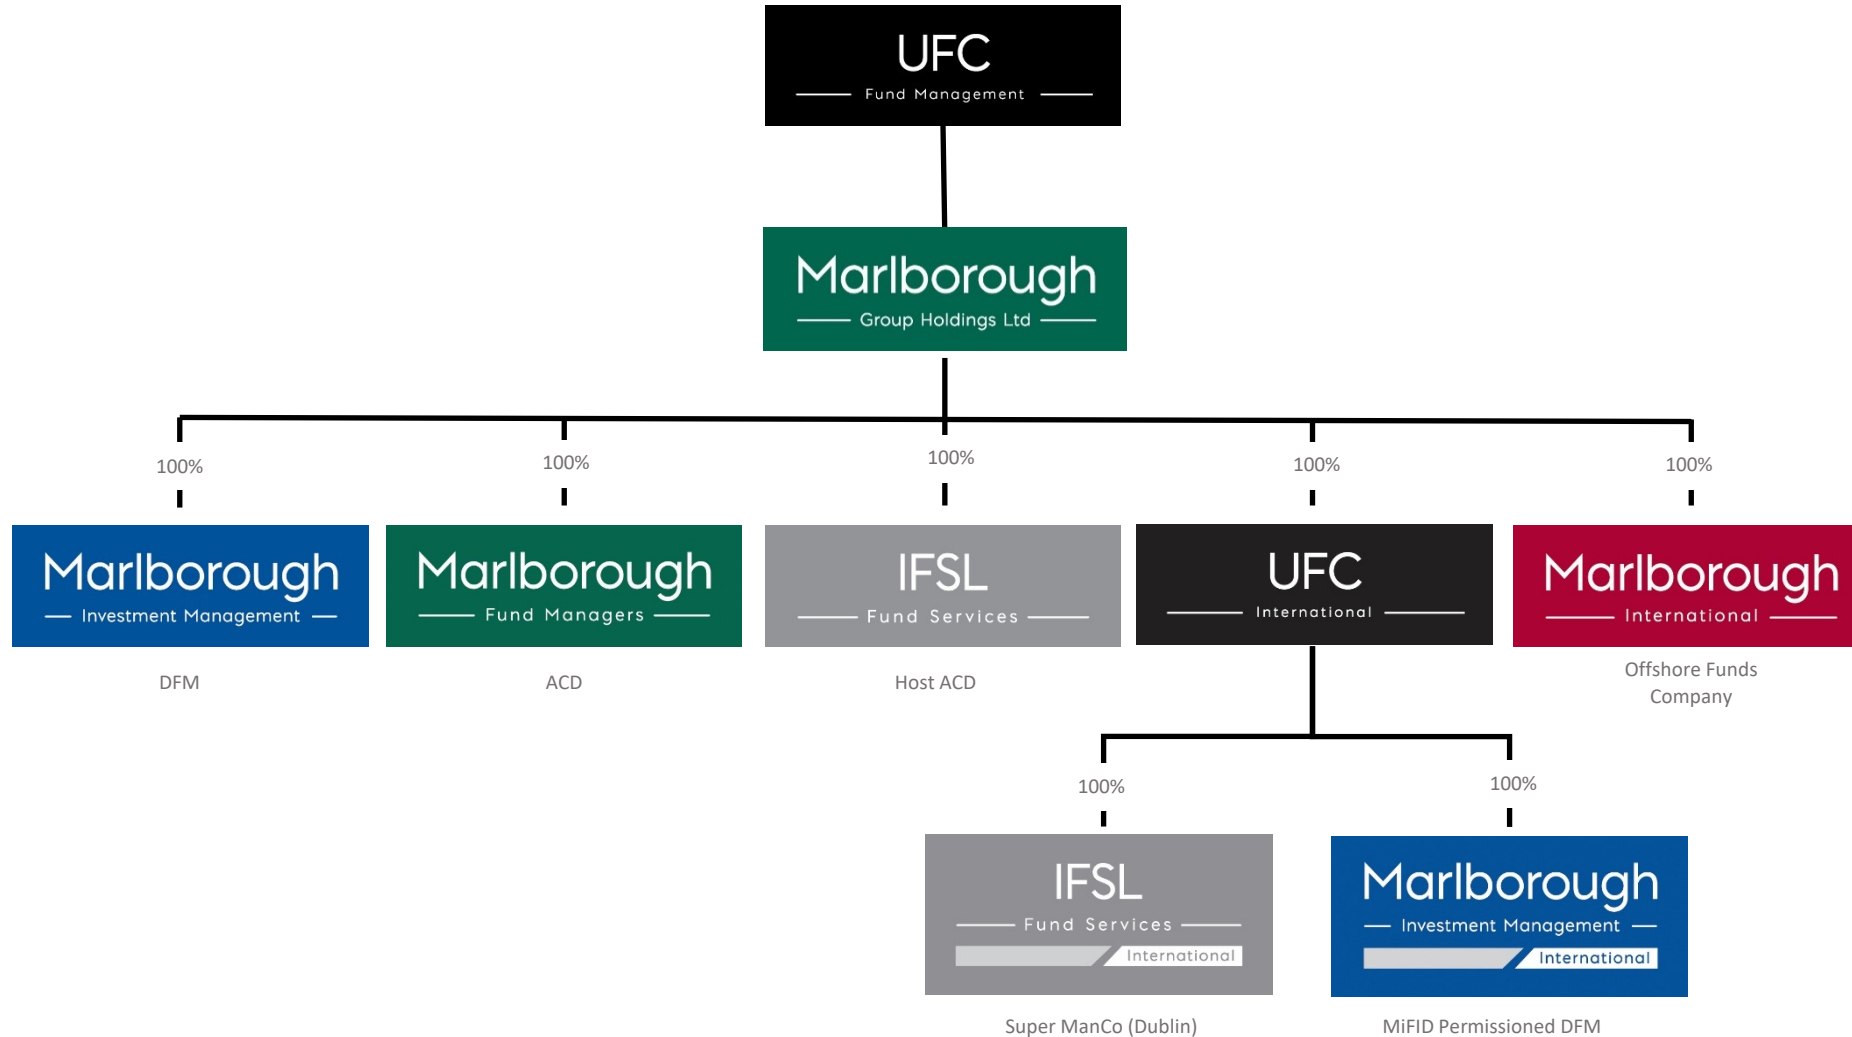 UFC
Fund Management
Marlborough
Group Holdings Ltd
100%
100%
100%
100%
100%
Marlborough
Investment Management
DFM
Marlborough
Fund Managers
ACD
IFSL
Fund Services
Host ACD
UFC
International
Marlborough
International
Offshore Funds
Company
100%
100%
IFSL
Fund Services
International
Super ManCo (Dublin)
Marlborough
Investment Management
International
MiFID Permissioned DFM